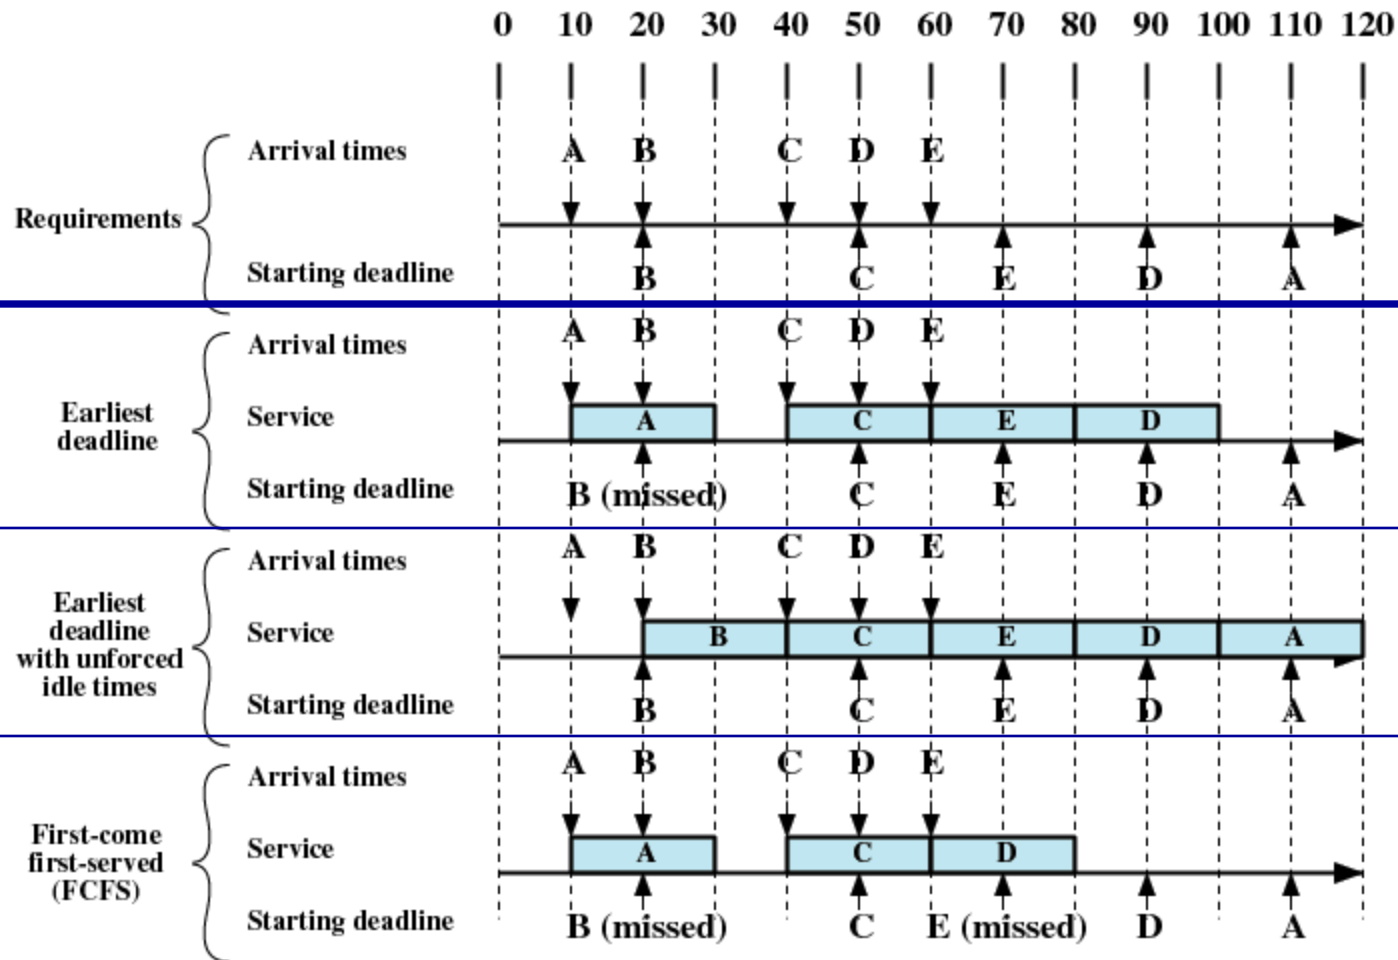 0 10 20 30 40 50 60 70 80 90 100 110 120
Arrival times A B C D E
Requirements
Starting deadline B C E D A
A B C D E
Arrival times
Earliest
deadline
Service A C E D
Starting deadline B (missed) C E D A
A B C D E
Arrival times
Earliest
deadline
with unforced
idle times
Service B C E D A
Starting deadline B C E D A
A B C D E
Arrival times
First-come
first-served
(FCFS)
Service A C D
Starting deadline B (missed) C E (missed) D A